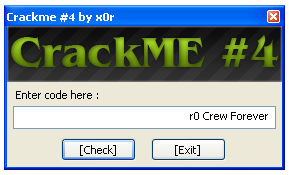 Crackme #4 by x0r
CrackME #4
Enter code here :
r0 Crew Forever
[Check] [Exit]